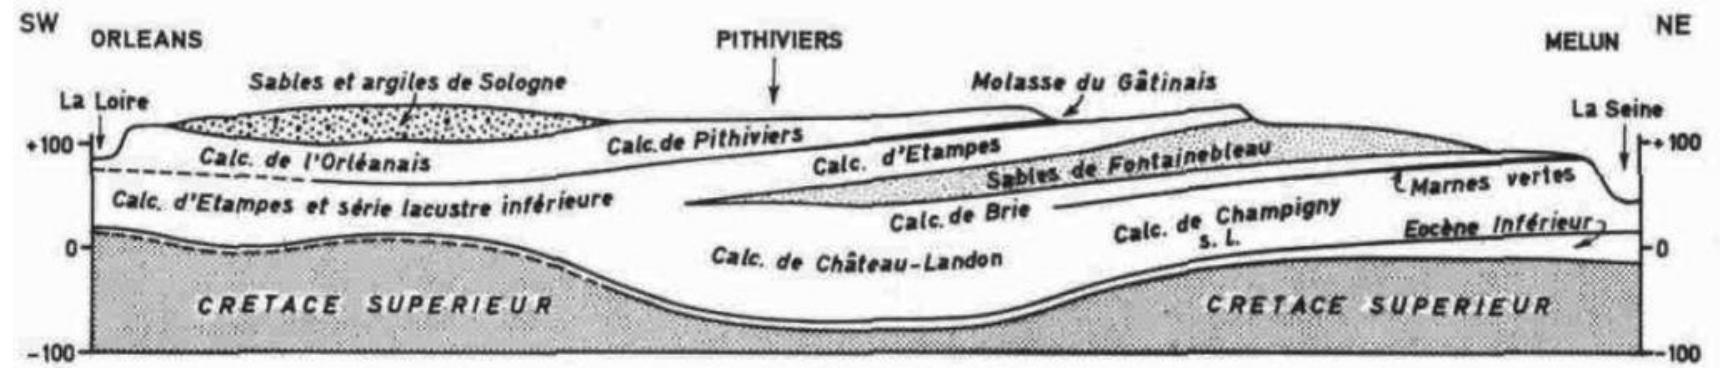 SW
NE
ORLEANS
PITHIVIERS
MELUN
Sables et argiles de Sologne
Molasse du Gâtinais
La Loire
La Seine
+100
+100
Calc. de Pithiviers
Calc. de l'Orléanais
Calc. d'Etampes
Sables de Fontainebleau
Marnes vertes
Calc. d'Etampes et série lacustre inférieure
Calc. de Brie
Calc. de Champigny
s. l.
Eocène Inférieur
0
0
Calc. de Château-Landon
CRETACE SUPERIEUR
CRETACE SUPERIEUR
-100
-100